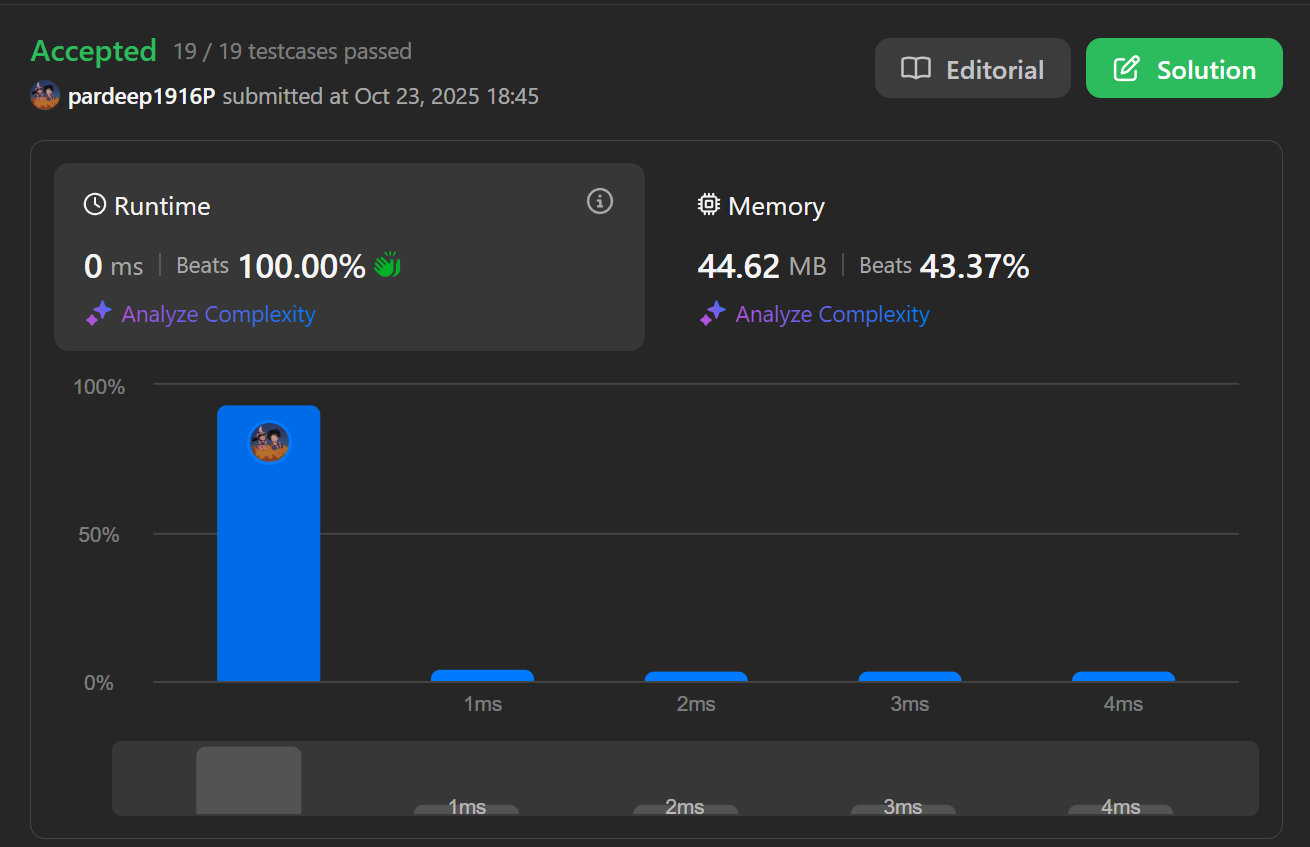 Accepted 19 / 19 testcases passed
pardeep1916P submitted at Oct 23, 2025 18:45
Editorial
Solution
Runtime
0 ms | Beats 100.00%
Analyze Complexity
Memory
44.62 MB | Beats 43.37%
Analyze Complexity
100%
50%
0%
1ms 2ms 3ms 4ms
1ms 2ms 3ms 4ms